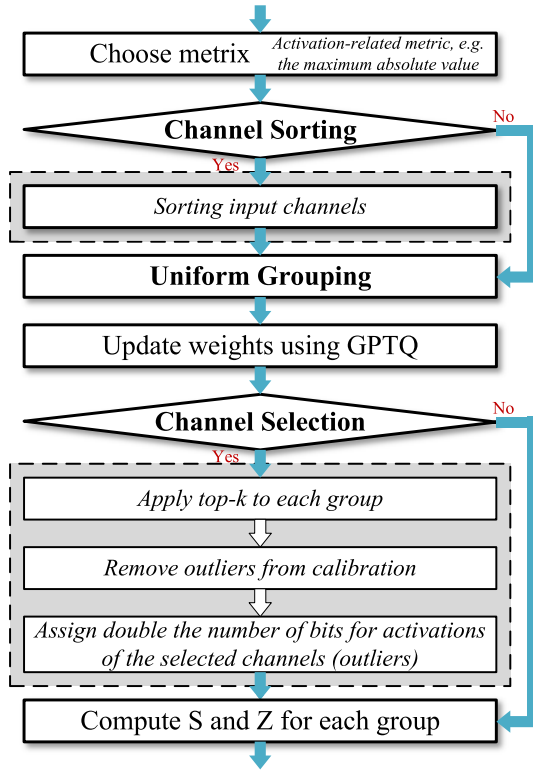 Choose metrix
Activation-related metric, e.g.
the maximum absolute value
Channel Sorting
No
Yes
Sorting input channels
Uniform Grouping
Update weights using GPTQ
Channel Selection
No
Yes
Apply top-k to each group
Remove outliers from calibration
Assign double the number of bits for activations
of the selected channels (outliers)
Compute S and Z for each group